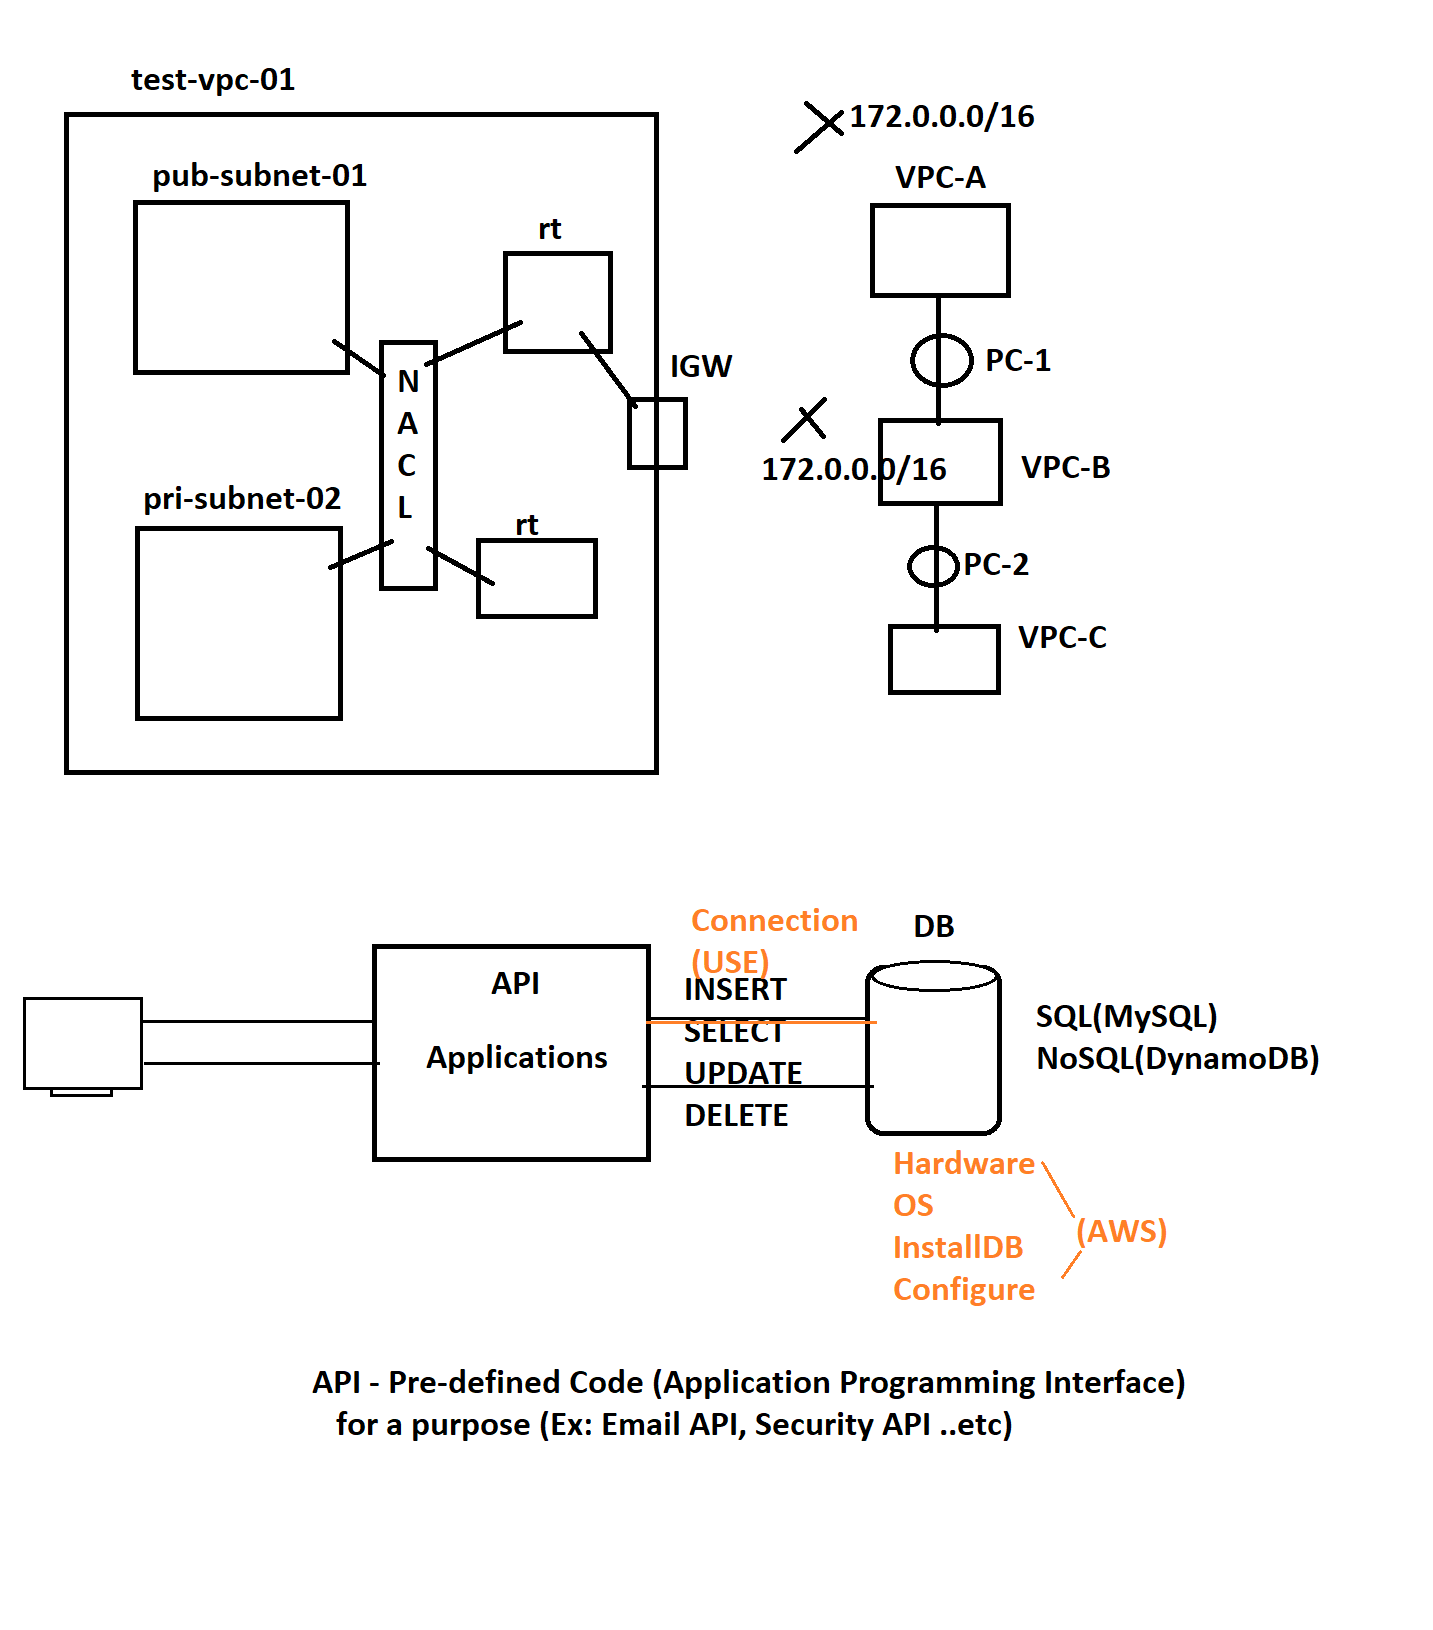 test-vpc-01
pub-subnet-01
rt
IGW
N
A
C
L
pri-subnet-02
rt
172.0.0.0/16
VPC-A
PC-1
172.0.0.0/16
VPC-B
PC-2
VPC-C
Connection
(USE)
DB
API
Applications
INSERT
SELECT
UPDATE
DELETE
SQL(MySQL)
NoSQL(DynamoDB)
Hardware
OS
InstallDB
Configure
(AWS)
API - Pre-defined Code (Application Programming Interface)
for a purpose (Ex: Email API, Security API ..etc)